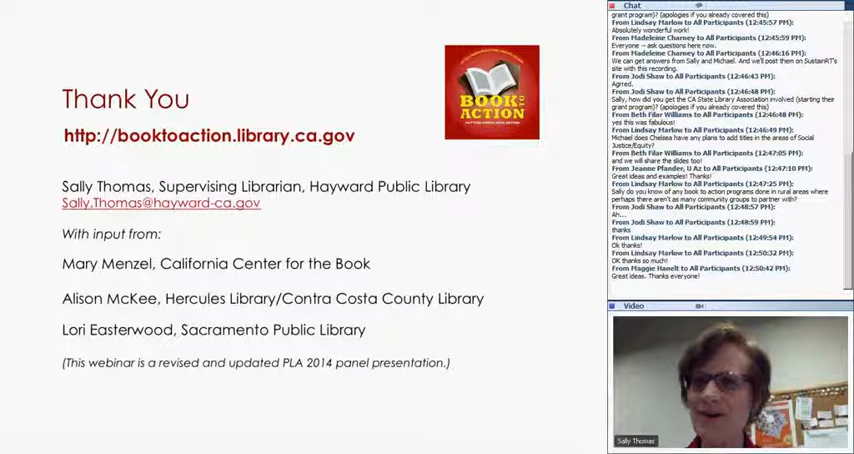 Thank You
http://booktoaction.library.ca.gov
BOOK
TO
ACTION
Sally Thomas, Supervising Librarian, Hayward Public Library
Sally.Thomas@hayward-ca.gov
With input from:
Mary Menzel, California Center for the Book
Alison McKee, Hercules Library/Contra Costa County Library
Lori Easterwood, Sacramento Public Library
(This webinar is a revised and updated PLA 2014 panel presentation.)
Chat
grant program)? (apologies if you already covered this)
From Lindsay Marlow to All Participants (12:45:57 PM):
Absolutely wonderful work!
From Madeleine Charney to All Participants (12:45:59 PM):
Everyone -- ask questions here now.
From Madeleine Charney to All Participants (12:46:16 PM):
We can get answers from Sally and Michael. And we'll post them on SustainRT's
site with this recording.
From Jodi Shaw to All Participants (12:46:43 PM):
Agrred.
From Jodi Shaw to All Participants (12:46:48 PM):
Sally, how did you get the CA State Library Association involved (starting their
grant program)? (apologies if you already covered this)
From Beth Filar Williams to All Participants (12:46:48 PM):
yes this was fabulous!
From Lindsay Marlow to All Participants (12:46:49 PM):
Michael does Chelsea have any plans to add titles in the areas of Social
Justice/Equity?
From Beth Filar Williams to All Participants (12:47:05 PM):
and we will share the slides too!
From Jeanne Pfander, U Az to All Participants (12:47:10 PM):
Great ideas and examples! Thanks!
From Lindsay Marlow to All Participants (12:47:25 PM):
Sally do you know of any book to action programs done in rural areas where
perhaps there aren't as many community groups to partner with?
From Jodi Shaw to All Participants (12:48:57 PM):
Ah...
From Jodi Shaw to All Participants (12:48:59 PM):
thanks
From Lindsay Marlow to All Participants (12:49:54 PM):
Ok thanks!
From Lindsay Marlow to All Participants (12:50:32 PM):
OK thanks so much!
From Maggie Hanelt to All Participants (12:50:42 PM):
Great ideas. Thanks everyone!
Video
Sally Thomas